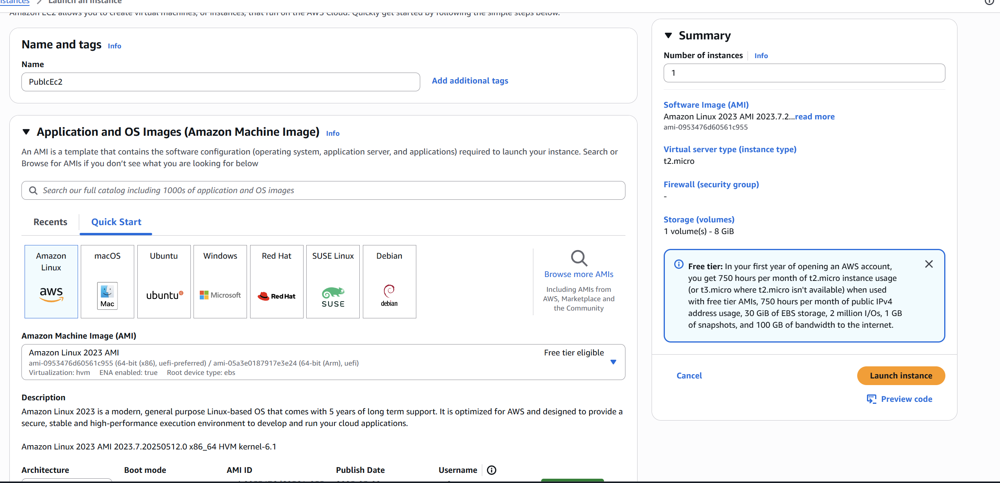 Instances > Launch an instance
Amazon EC2 allows you to create virtual machines, or instances, that run on the AWS Cloud. Quickly get started by following the simple steps below.
Name and tags Info
Name
PublcEc2
Add additional tags
Application and OS Images (Amazon Machine Image) Info
An AMI is a template that contains the software configuration (operating system, application server, and applications) required to launch your instance. Search or
Browse for AMIs if you don’t see what you are looking for below
Search our full catalog including 1000s of application and OS images
Recents
Quick Start
Amazon
Linux
aws
macOS
Mac
Ubuntu
ubuntu
Windows
Microsoft
Red Hat
Red Hat
SUSE Linux
SUSE
Debian
debian
Browse more AMIs
Including AMIs from
AWS, Marketplace and
the Community
Amazon Machine Image (AMI)
Amazon Linux 2023 AMI
Free tier eligible
ami-0953476d60561c955 (64-bit (x86), uefi-preferred) / ami-05a3e0187917e3e24 (64-bit (Arm), uefi)
Virtualization: hvm ENA enabled: true Root device type: ebs
Description
Amazon Linux 2023 is a modern, general purpose Linux-based OS that comes with 5 years of long term support. It is optimized for AWS and designed to provide a
secure, stable and high-performance execution environment to develop and run your cloud applications.
Amazon Linux 2023 AMI 2023.7.20250512.0 x86_64 HVM kernel-6.1
Architecture Boot mode AMI ID Publish Date Username
Summary
Number of instances Info
1
Software Image (AMI)
Amazon Linux 2023 AMI 2023.7.2...read more
ami-0953476d60561c955
Virtual server type (instance type)
t2.micro
Firewall (security group)
-
Storage (volumes)
1 volume(s) - 8 GiB
Free tier: In your first year of opening an AWS account,
you get 750 hours per month of t2.micro instance usage
(or t3.micro where t2.micro isn't available) when used
with free tier AMIs, 750 hours per month of public IPv4
address usage, 30 GiB of EBS storage, 2 million I/Os, 1 GB
of snapshots, and 100 GB of bandwidth to the internet.
Cancel
Launch instance
Preview code